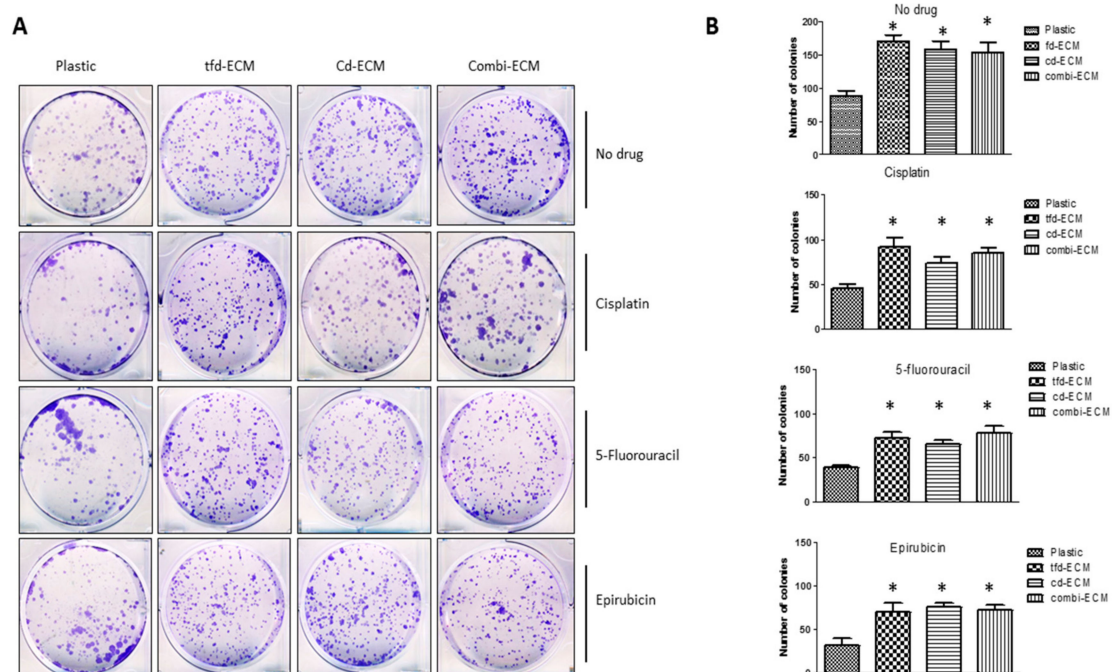 A
Plastic
tfd-ECM
Cd-ECM
Combi-ECM
No drug
Cisplatin
5-Fluorouracil
Epirubicin
B
No drug
Number of colonies
200
150
100
50
0
*
*
*
Plastic
fd-ECM
cd-ECM
combi-ECM
Cisplatin
Number of colonies
150
100
50
0
*
*
*
Plastic
tfd-ECM
cd-ECM
combi-ECM
5-fluorouracil
Number of colonies
150
100
50
0
*
*
*
Plastic
tfd-ECM
cd-ECM
combi-ECM
Epirubicin
Number of colonies
150
100
50
0
*
*
*
Plastic
tfd-ECM
cd-ECM
combi-ECM